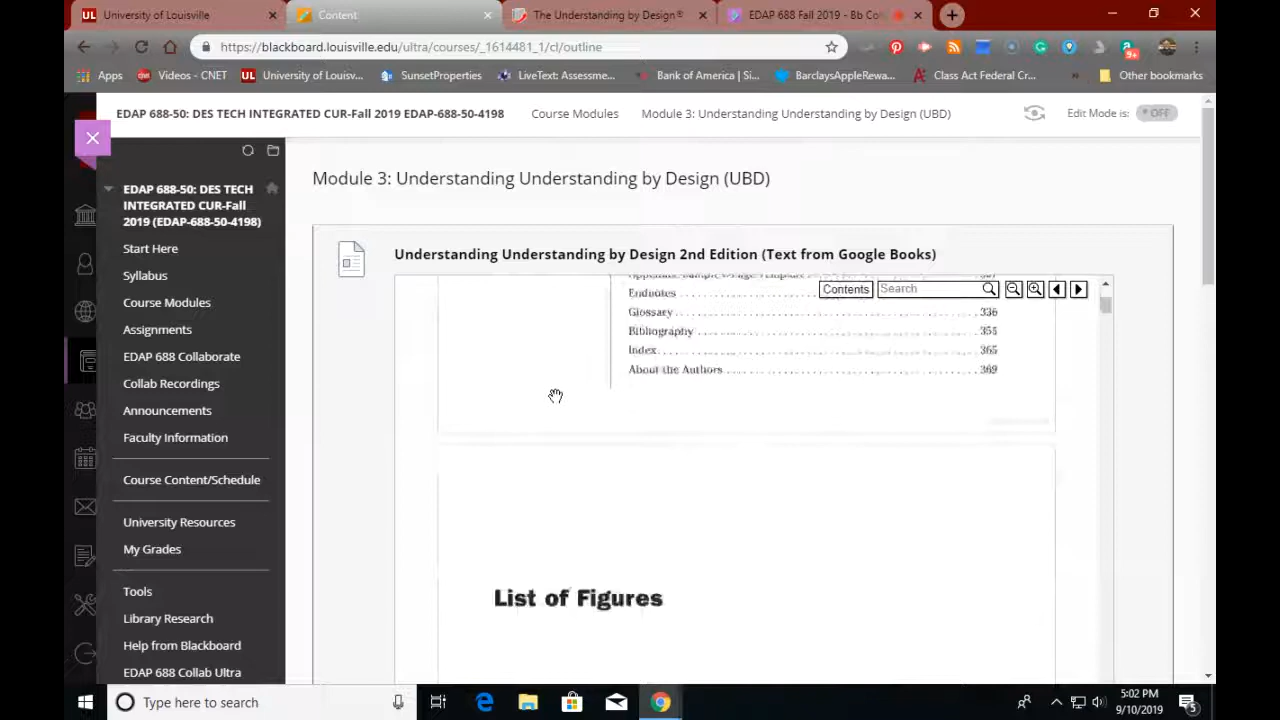 University of Louisville
Content
The Understanding by Design®
EDAP 688 Fall 2019 - Bb Col
https://blackboard.louisville.edu/ultra/courses/_1614481_1/cl/outline
9+
Apps
Videos - CNET
University of Louisv...
SunsetProperties
LiveText: Assessme...
Bank of America | Si...
BarclaysAppleRewa...
Class Act Federal Cr...
Other bookmarks
EDAP 688-50: DES TECH INTEGRATED CUR-Fall 2019 EDAP-688-50-4198
Course Modules
Module 3: Understanding Understanding by Design (UBD)
Edit Mode is:
OFF
EDAP 688-50: DES TECH
INTEGRATED CUR-Fall
2019 (EDAP-688-50-4198)
Start Here
Syllabus
Course Modules
Assignments
EDAP 688 Collaborate
Collab Recordings
Announcements
Faculty Information
Course Content/Schedule
University Resources
My Grades
Tools
Library Research
Help from Blackboard
EDAP 688 Collab Ultra
Module 3: Understanding Understanding by Design (UBD)
Understanding Understanding by Design 2nd Edition (Text from Google Books)
Contents
Search
Endnotes
Glossary 336
Bibliography 351
Index 365
About the Authors 369
List of Figures
Type here to search
5:02 PM
9/10/2019
5